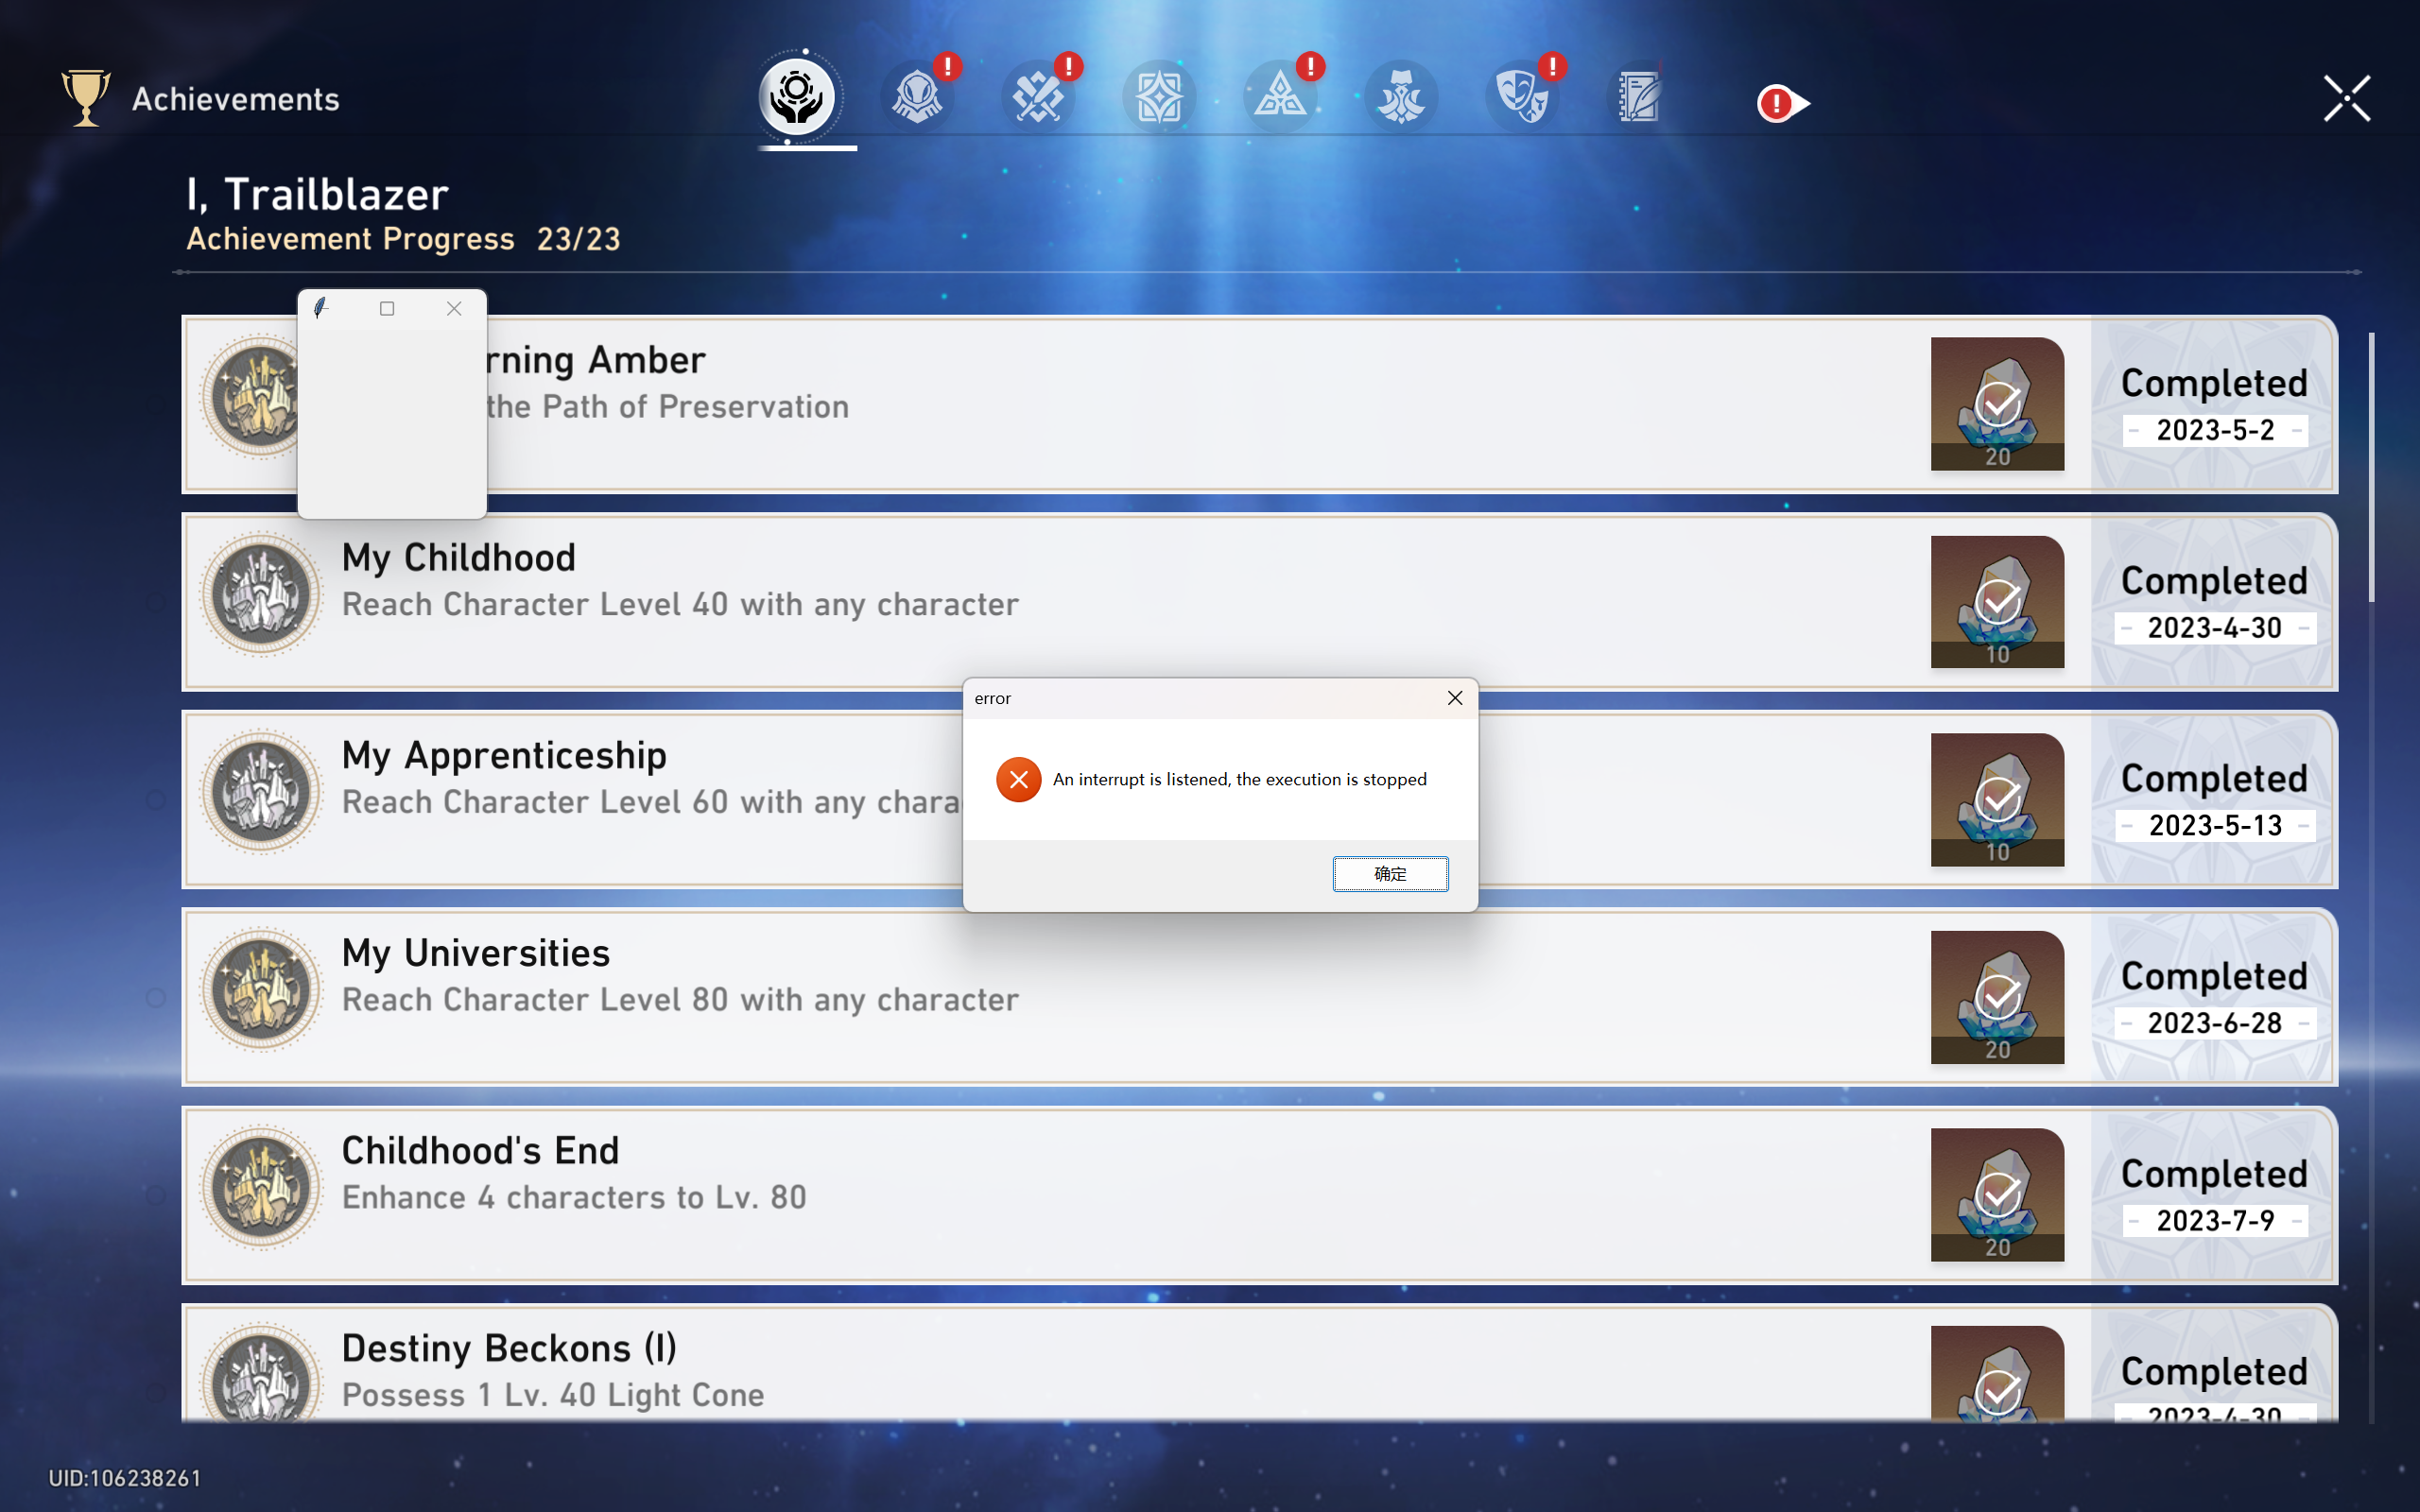 Achievements
I, Trailblazer
Achievement Progress 23/23
rning Amber
the Path of Preservation
20
Completed
2023-5-2
My Childhood
Reach Character Level 40 with any character
10
Completed
2023-4-30
error
An interrupt is listened, the execution is stopped
确定
My Apprenticeship
Reach Character Level 60 with any chara
10
Completed
2023-5-13
My Universities
Reach Character Level 80 with any character
20
Completed
2023-6-28
Childhood's End
Enhance 4 characters to Lv. 80
20
Completed
2023-7-9
Destiny Beckons (I)
Possess 1 Lv. 40 Light Cone
Completed
2023-4-30
UID:106238261